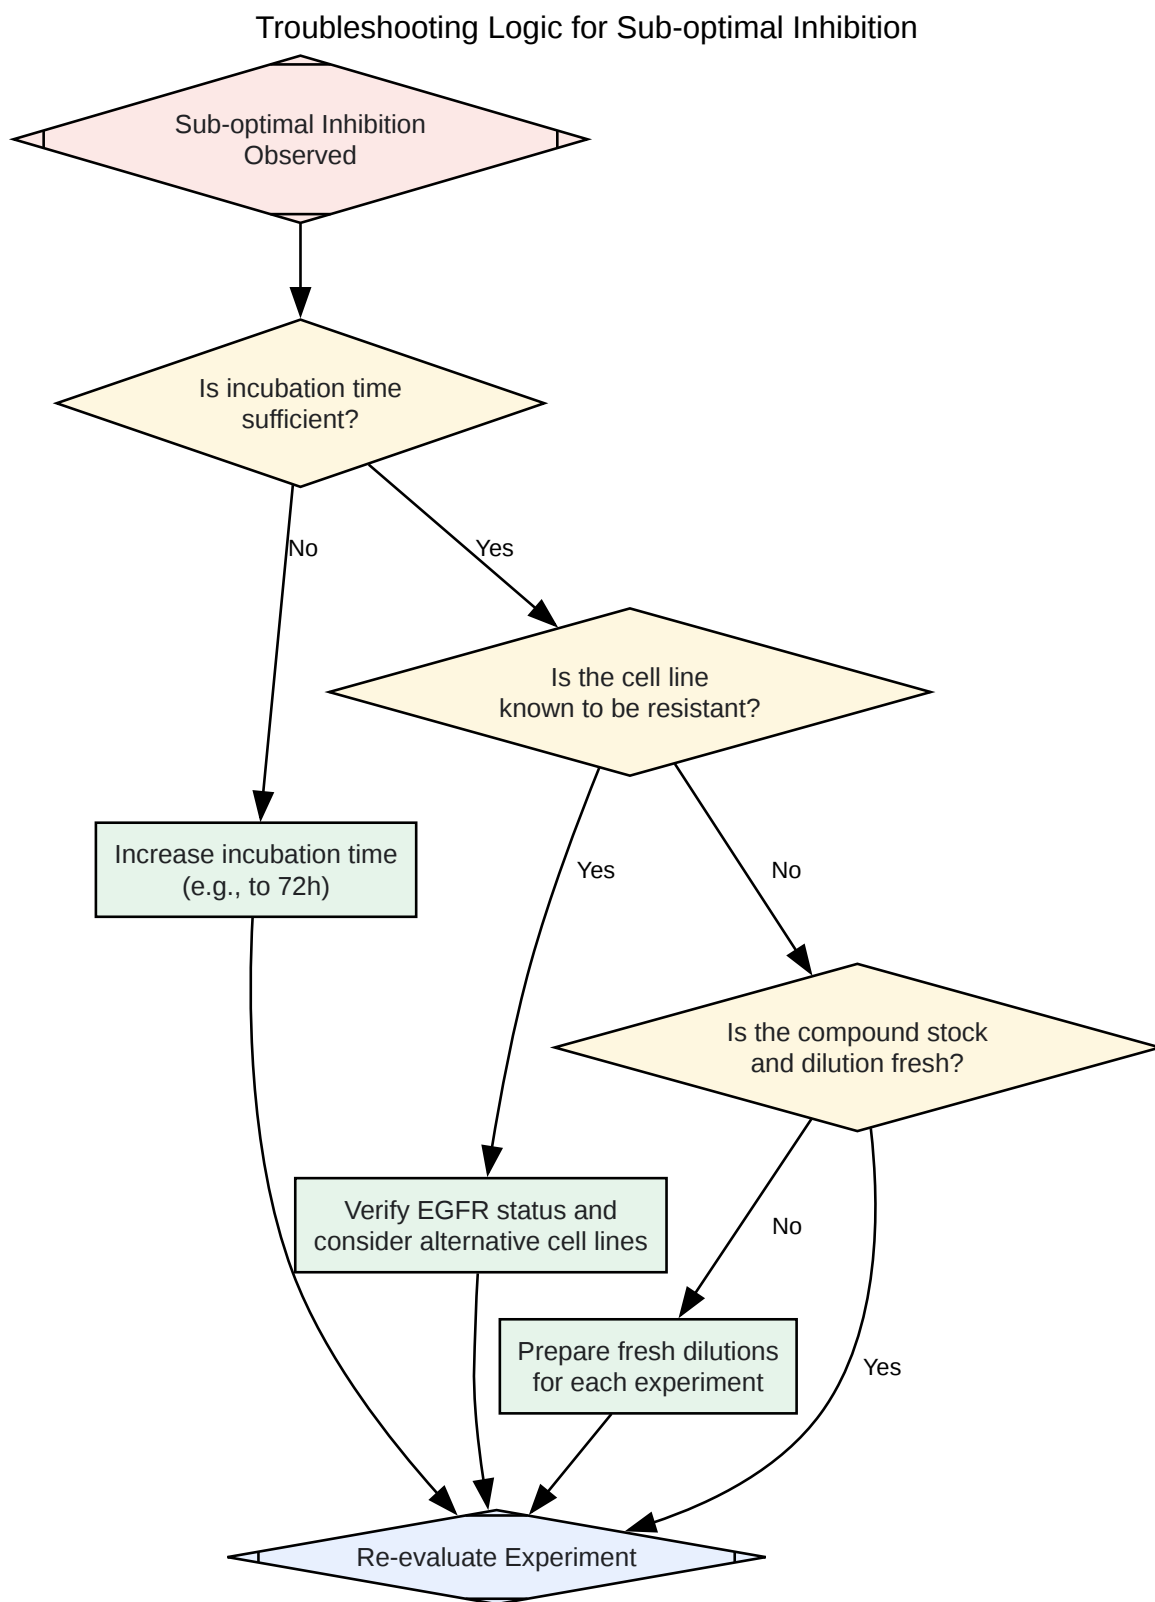 Troubleshooting Logic for Sub-optimal Inhibition
Sub-optimal Inhibition
Observed
Is incubation time
sufficient?
No
Yes
Is the cell line
known to be resistant?
Increase incubation time
(e.g., to 72h)
Yes
No
Is the compound stock
and dilution fresh?
Verify EGFR status and
consider alternative cell lines
No
Prepare fresh dilutions
for each experiment
Yes
Re-evaluate Experiment